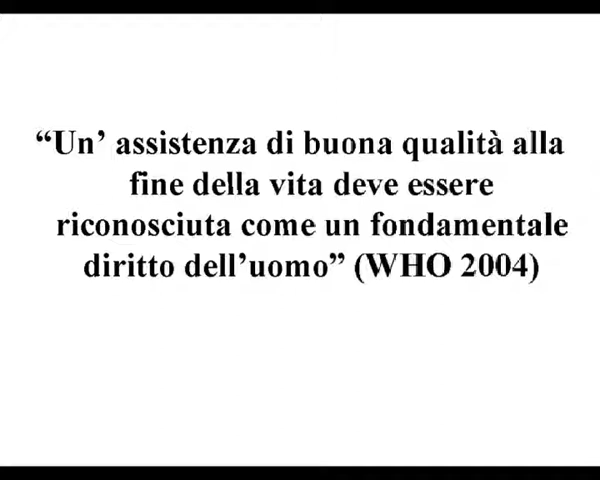 “Un’ assistenza di buona qualità alla
fine della vita deve essere
riconosciuta come un fondamentale
diritto dell’uomo” (WHO 2004)